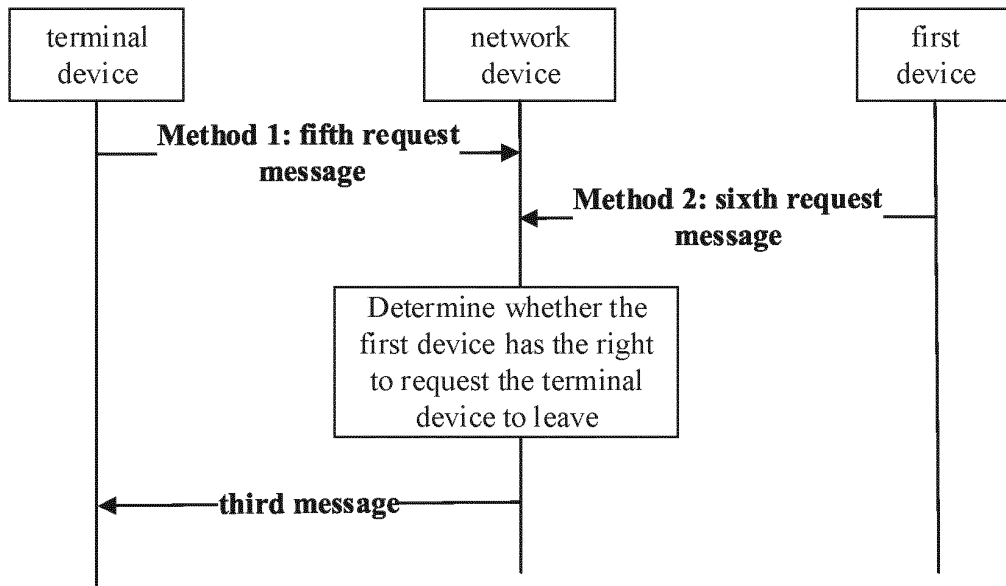 terminal
device
network
device
first
device
Method 1: fifth request
message
Method 2: sixth request
message
Determine whether the
first device has the right
to request the terminal
device to leave
third message